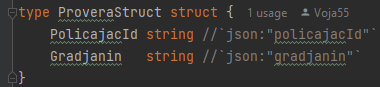 type ProveraStruct struct { 1 usage Voja55
PolicajacId string //`json:"policajacId"`
Gradjanin string //`json:"gradjanin"`
}